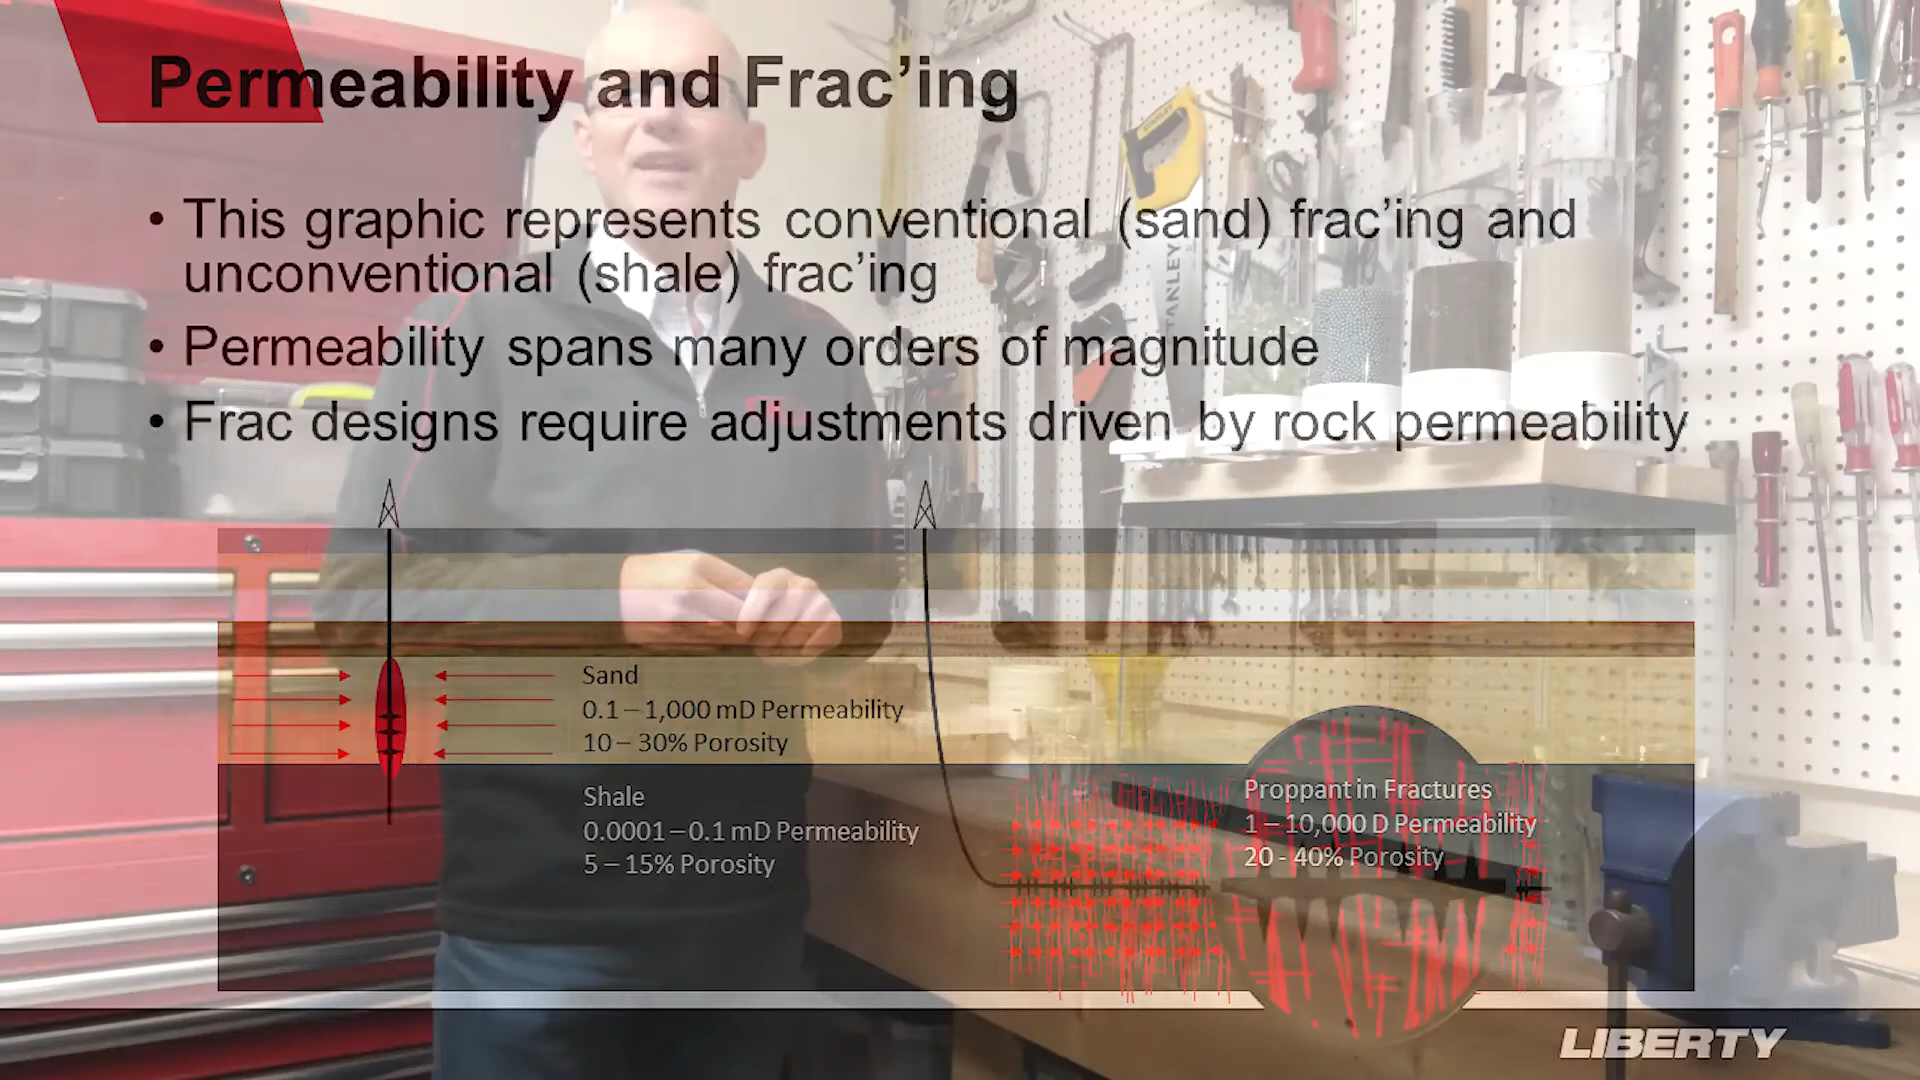 Permeability and Frac’ing
• This graphic represents conventional (sand) frac’ing and
unconventional (shale) frac’ing
• Permeability spans many orders of magnitude
• Frac designs require adjustments driven by rock permeability
STANLEY
Sand
0.1 – 1,000 mD Permeability
10 – 30% Porosity
Shale
0.0001 – 0.1 mD Permeability
5 – 15% Porosity
Proppant in Fractures
1 – 10,000 D Permeability
20 - 40% Porosity
LIBERTY